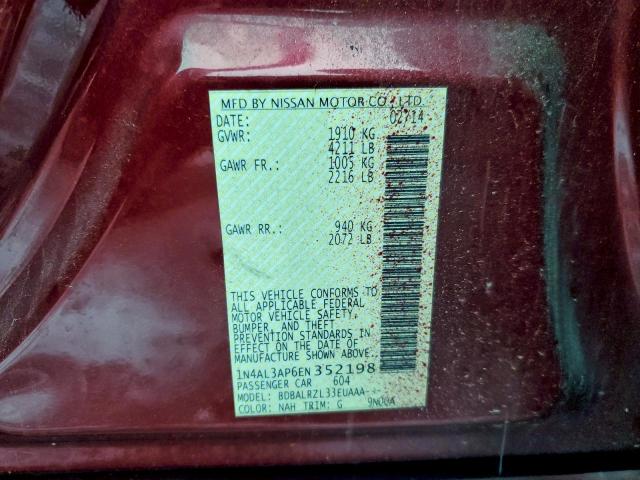 MFD BY NISSAN MOTOR CO., LTD.
DATE: 02/14
GVWR: 1910 KG
4211 LB
GAWR FR.: 1005 KG
2216 LB
GAWR RR.: 940 KG
2072 LB
THIS VEHICLE CONFORMS TO
ALL APPLICABLE FEDERAL
MOTOR VEHICLE SAFETY,
BUMPER, AND THEFT
PREVENTION STANDARDS IN
EFFECT ON THE DATE OF
MANUFACTURE SHOWN ABOVE.
1N4AL3AP6EN352198
PASSENGER CAR 604
MODEL: BDBALRZL33EUAAA--
COLOR: NAH TRIM: G 9N00A